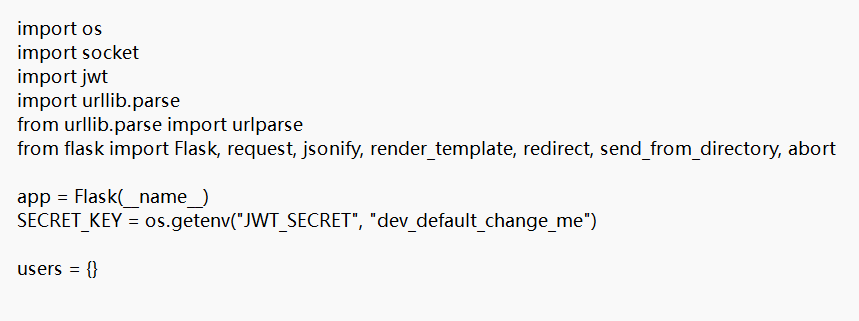 import os
import socket
import jwt
import urllib.parse
from urllib.parse import urlparse
from flask import Flask, request, jsonify, render_template, redirect, send_from_directory, abort
app = Flask(__name__)
SECRET_KEY = os.getenv("JWT_SECRET", "dev_default_change_me")
users = {}